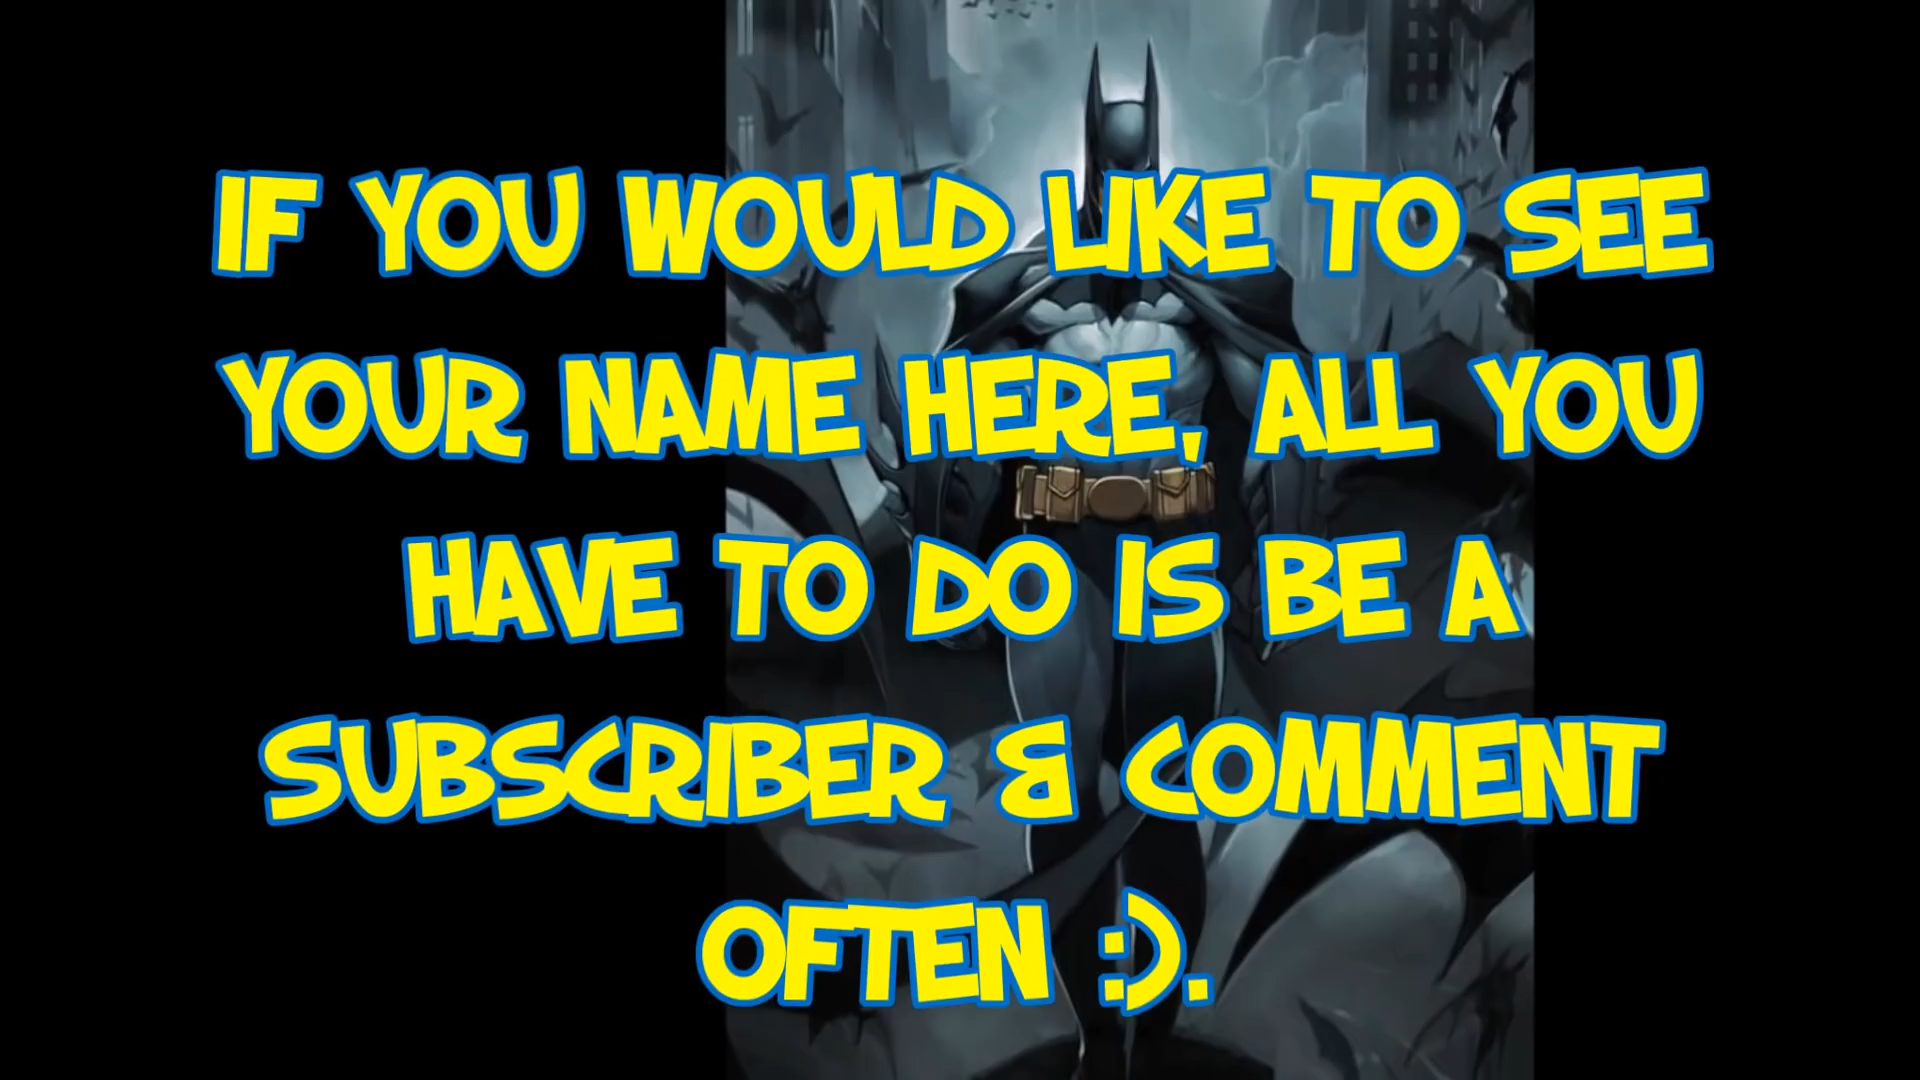 IF YOU WOULD LIKE TO SEE
YOUR NAME HERE, ALL YOU
HAVE TO DO IS BE A
SUBSCRIBER & COMMENT
OFTEN :).